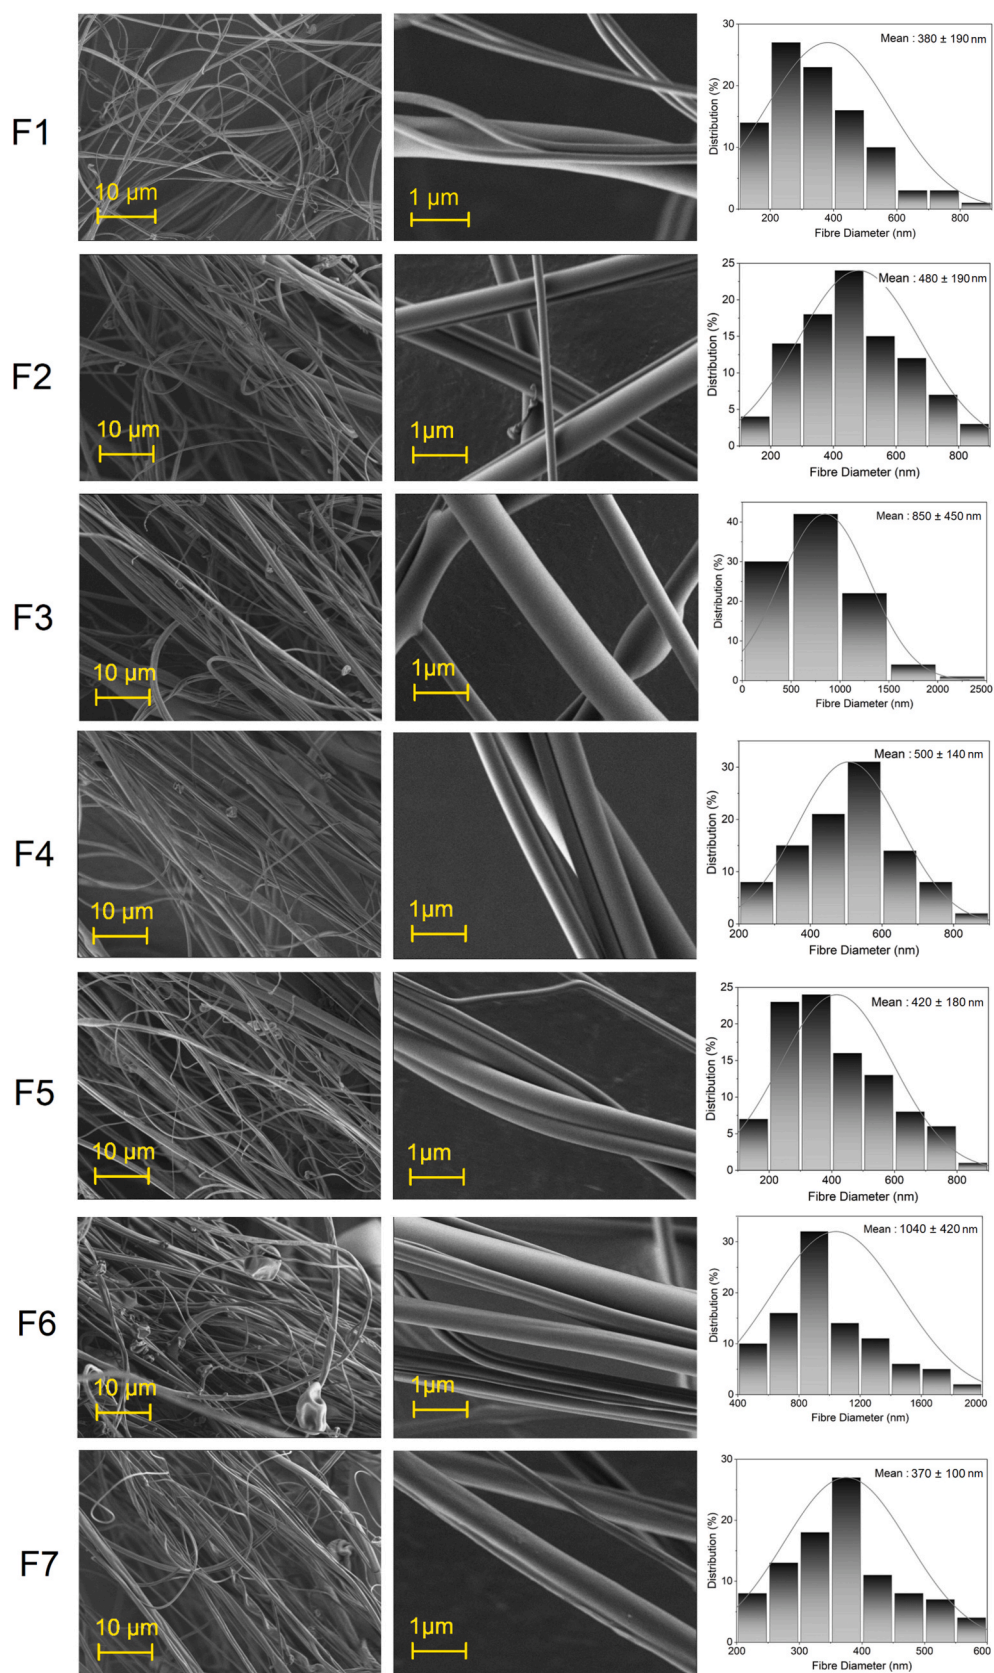 F1
10 µm
1 µm
Mean : 380 ± 190 nm
Distribution (%)
30
20
10
0
200 400 600 800
Fibre Diameter (nm)
F2
10 µm
1µm
Mean : 480 ± 190 nm
Distribution (%)
25
20
15
10
5
0
200 400 600 800
Fibre Diameter (nm)
F3
10 µm
1µm
Mean : 850 ± 450 nm
Distribution (%)
40
30
20
10
0
0 500 1000 1500 2000 2500
Fibre Diameter (nm)
F4
10 µm
1µm
Mean : 500 ± 140 nm
Distribution (%)
30
20
10
0
200 400 600 800
Fibre Diameter (nm)
F5
10 µm
1µm
Mean : 420 ± 180 nm
Distribution (%)
25
20
15
10
5
0
200 400 600 800
Fibre Diameter (nm)
F6
10 µm
1µm
Mean : 1040 ± 420 nm
Distribution (%)
30
20
10
0
400 800 1200 1600 2000
Fibre Diameter (nm)
F7
10 µm
1µm
Mean : 370 ± 100 nm
Distribution (%)
30
20
10
0
200 300 400 500 600
Fibre Diameter (nm)